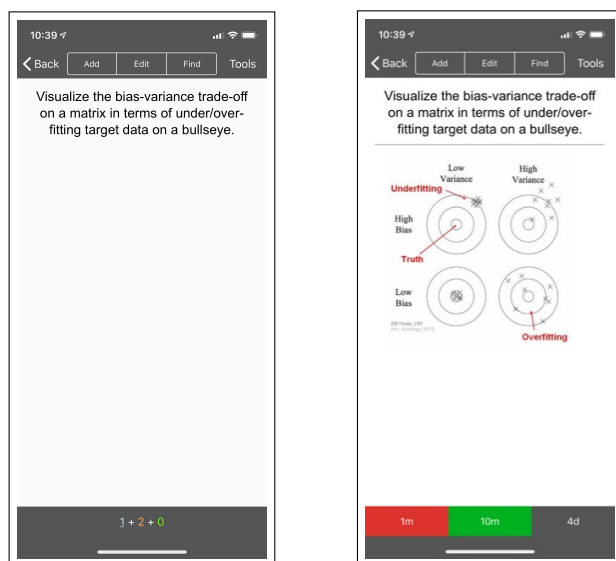 10:39
Back Add Edit Find Tools
Visualize the bias-variance trade-off
on a matrix in terms of under/over-
fitting target data on a bullseye.
1 + 2 + 0
10:39
Back Add Edit Find Tools
Visualize the bias-variance trade-off
on a matrix in terms of under/over-
fitting target data on a bullseye.
Low
Variance
High
Variance
Underfitting
High
Bias
Truth
Low
Bias
Overfitting
1m 10m 4d